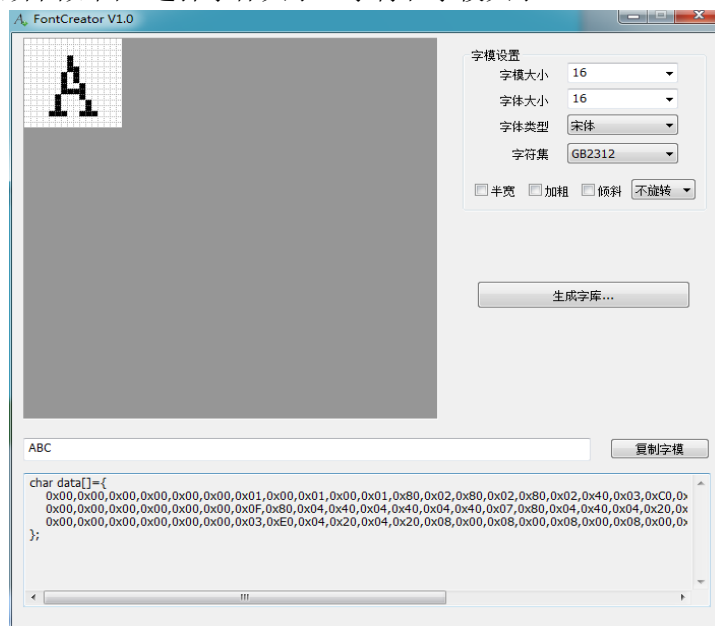 FontCreator V1.0
字模设置
字模大小 16
字体大小 16
字体类型 宋体
字符集 GB2312
半宽 加粗 倾斜 不旋转
生成字库...
ABC
复制字模
char data[]={
0x00,0x00,0x00,0x00,0x00,0x00,0x01,0x00,0x01,0x00,0x01,0x80,0x02,0x80,0x02,0x80,0x02,0x40,0x03,0xC0,0x
0x00,0x00,0x00,0x00,0x00,0x00,0x0F,0x80,0x04,0x40,0x04,0x40,0x04,0x40,0x07,0x80,0x04,0x40,0x04,0x20,0x
0x00,0x00,0x00,0x00,0x00,0x00,0x03,0xE0,0x04,0x20,0x04,0x20,0x08,0x00,0x08,0x00,0x08,0x00,0x08,0x00,0x
};